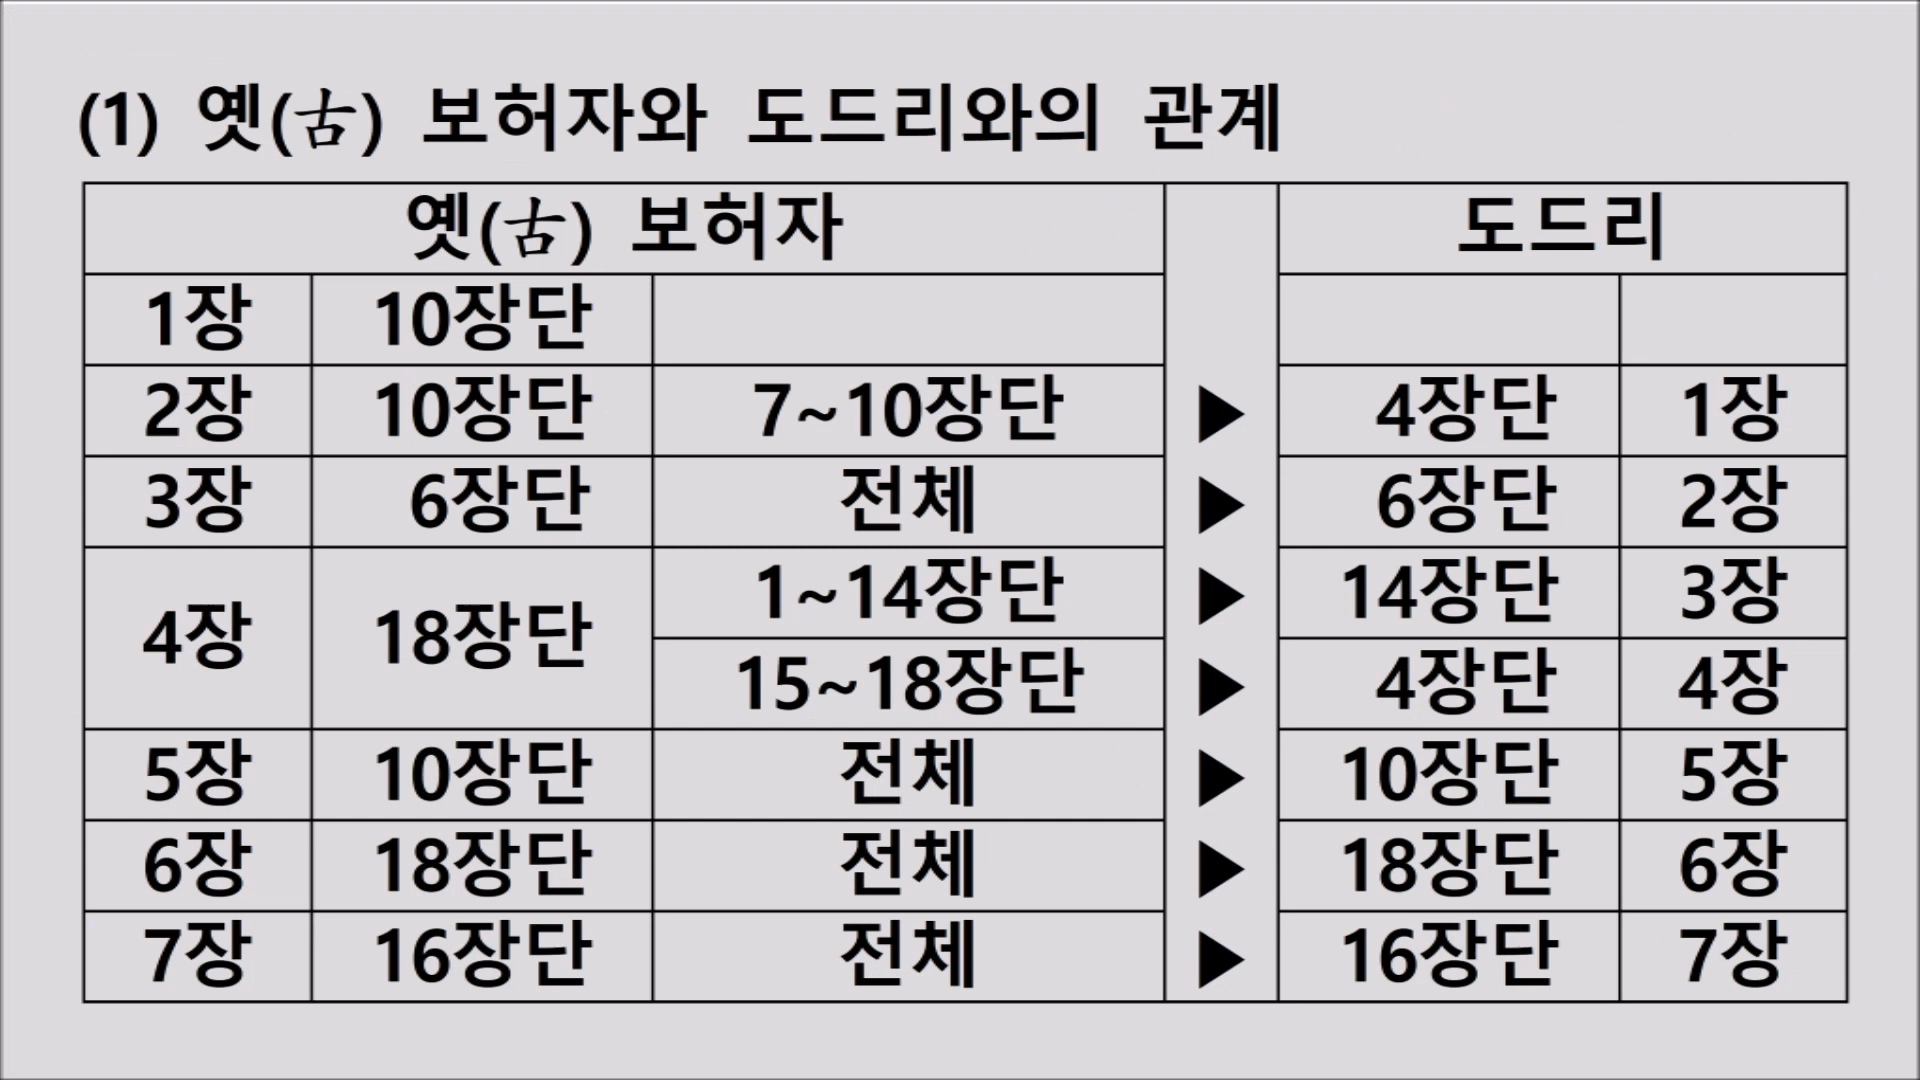 (1) 옛(古) 보허자와 도드리와의 관계
옛(古) 보허자 도드리
1장 10장단
2장 10장단 7~10장단 ▶ 4장단 1장
3장 6장단 전체 ▶ 6장단 2장
4장 18장단 1~14장단 ▶ 14장단 3장
15~18장단 ▶ 4장단 4장
5장 10장단 전체 ▶ 10장단 5장
6장 18장단 전체 ▶ 18장단 6장
7장 16장단 전체 ▶ 16장단 7장